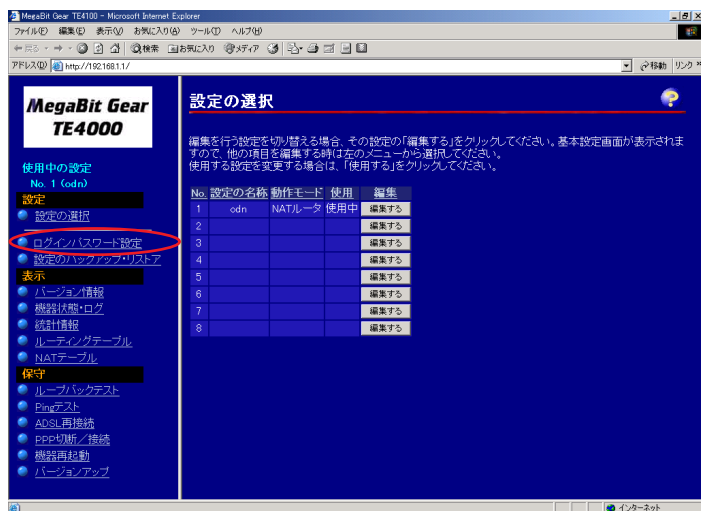 MegaBit Gear TE4100 - Microsoft Internet Explorer
ファイル(F) 編集(E) 表示(V) お気に入り(A) ツール(T) ヘルプ(H)
戻る 検索 お気に入り メディア
アドレス(D) http://192.168.1.1/ 移動 リンク »
MegaBit Gear
TE4000
使用中の設定
No. 1 (odn)
設定
設定の選択
ログインパスワード設定
設定のバックアップ・リストア
表示
バージョン情報
機器状態・ログ
統計情報
ルーティングテーブル
NATテーブル
保守
ループバックテスト
Pingテスト
ADSL再接続
PPP切断/接続
機器再起動
バージョンアップ
設定の選択
編集を行う設定を切り替える場合、その設定の「編集する」をクリックしてください。基本設定画面が表示されま
すので、他の項目を編集する時は左のメニューから選択してください。
使用する設定を変更する場合は、「使用する」をクリックしてください。
No. 設定の名称 動作モード 使用 編集
1 odn NATルータ 使用中 編集する
2 編集する
3 編集する
4 編集する
5 編集する
6 編集する
7 編集する
8 編集する
インターネット